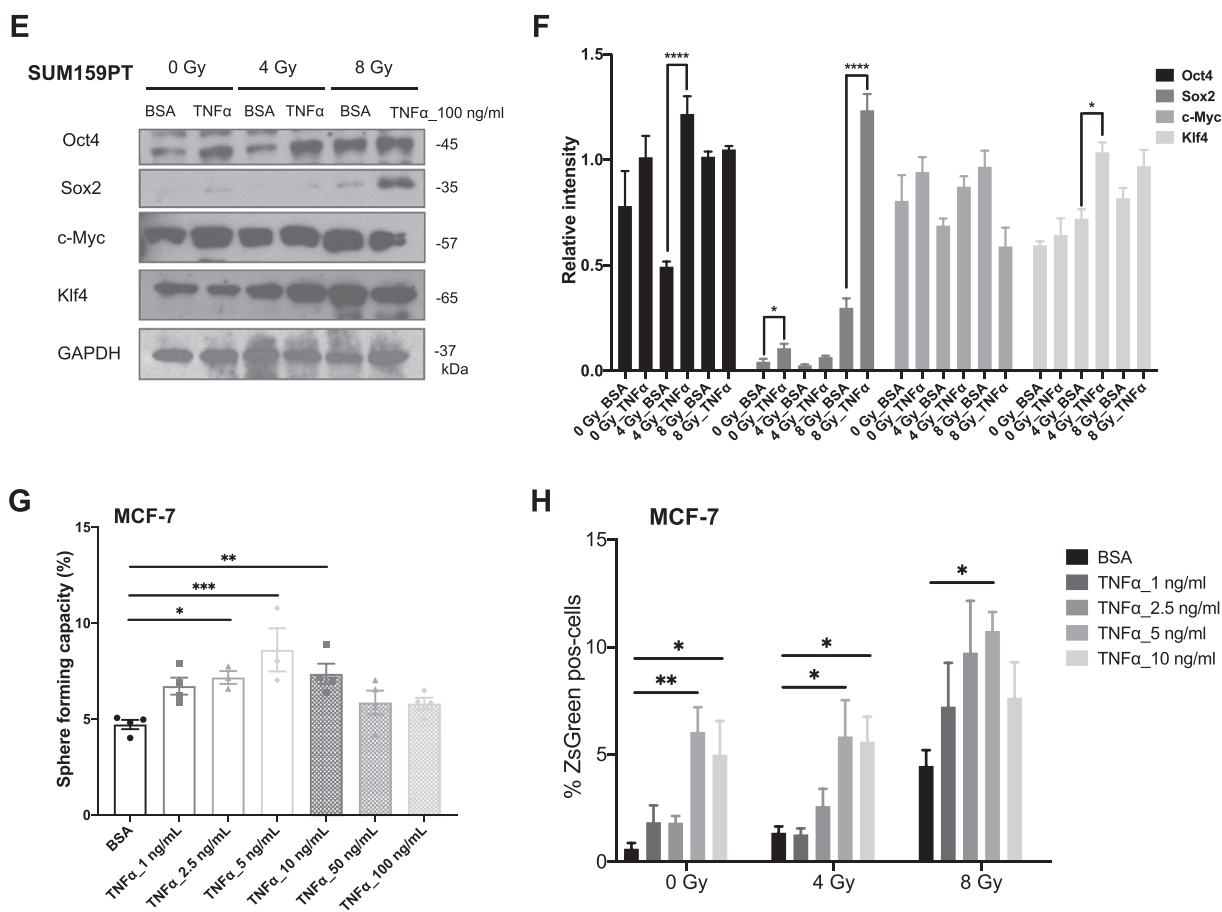 E
SUM159PT
0 Gy 4 Gy 8 Gy
BSA TNFα BSA TNFα BSA TNFα_100 ng/ml
Oct4 -45
Sox2 -35
c-Myc -57
Klf4 -65
GAPDH -37
kDa
F
Relative intensity
1.5
1.0
0.5
0.0
**** **** * *
0 Gy_BSA 0 Gy_TNFα 4 Gy_BSA 4 Gy_TNFα 8 Gy_BSA 8 Gy_TNFα 0 Gy_BSA 0 Gy_TNFα 4 Gy_BSA 4 Gy_TNFα 8 Gy_BSA 8 Gy_TNFα 0 Gy_BSA 0 Gy_TNFα 4 Gy_BSA 4 Gy_TNFα 8 Gy_BSA 8 Gy_TNFα 0 Gy_BSA 0 Gy_TNFα 4 Gy_BSA 4 Gy_TNFα 8 Gy_BSA 8 Gy_TNFα
Oct4
Sox2
c-Myc
Klf4
G
MCF-7
Sphere forming capacity (%)
15
10
5
0
**
***
*
BSA TNFα_1 ng/mL TNFα_2.5 ng/mL TNFα_5 ng/mL TNFα_10 ng/mL TNFα_50 ng/mL TNFα_100 ng/mL
H
MCF-7
% ZsGreen pos-cells
15
10
5
0
* * *
** *
0 Gy 4 Gy 8 Gy
BSA
TNFα_1 ng/ml
TNFα_2.5 ng/ml
TNFα_5 ng/ml
TNFα_10 ng/ml